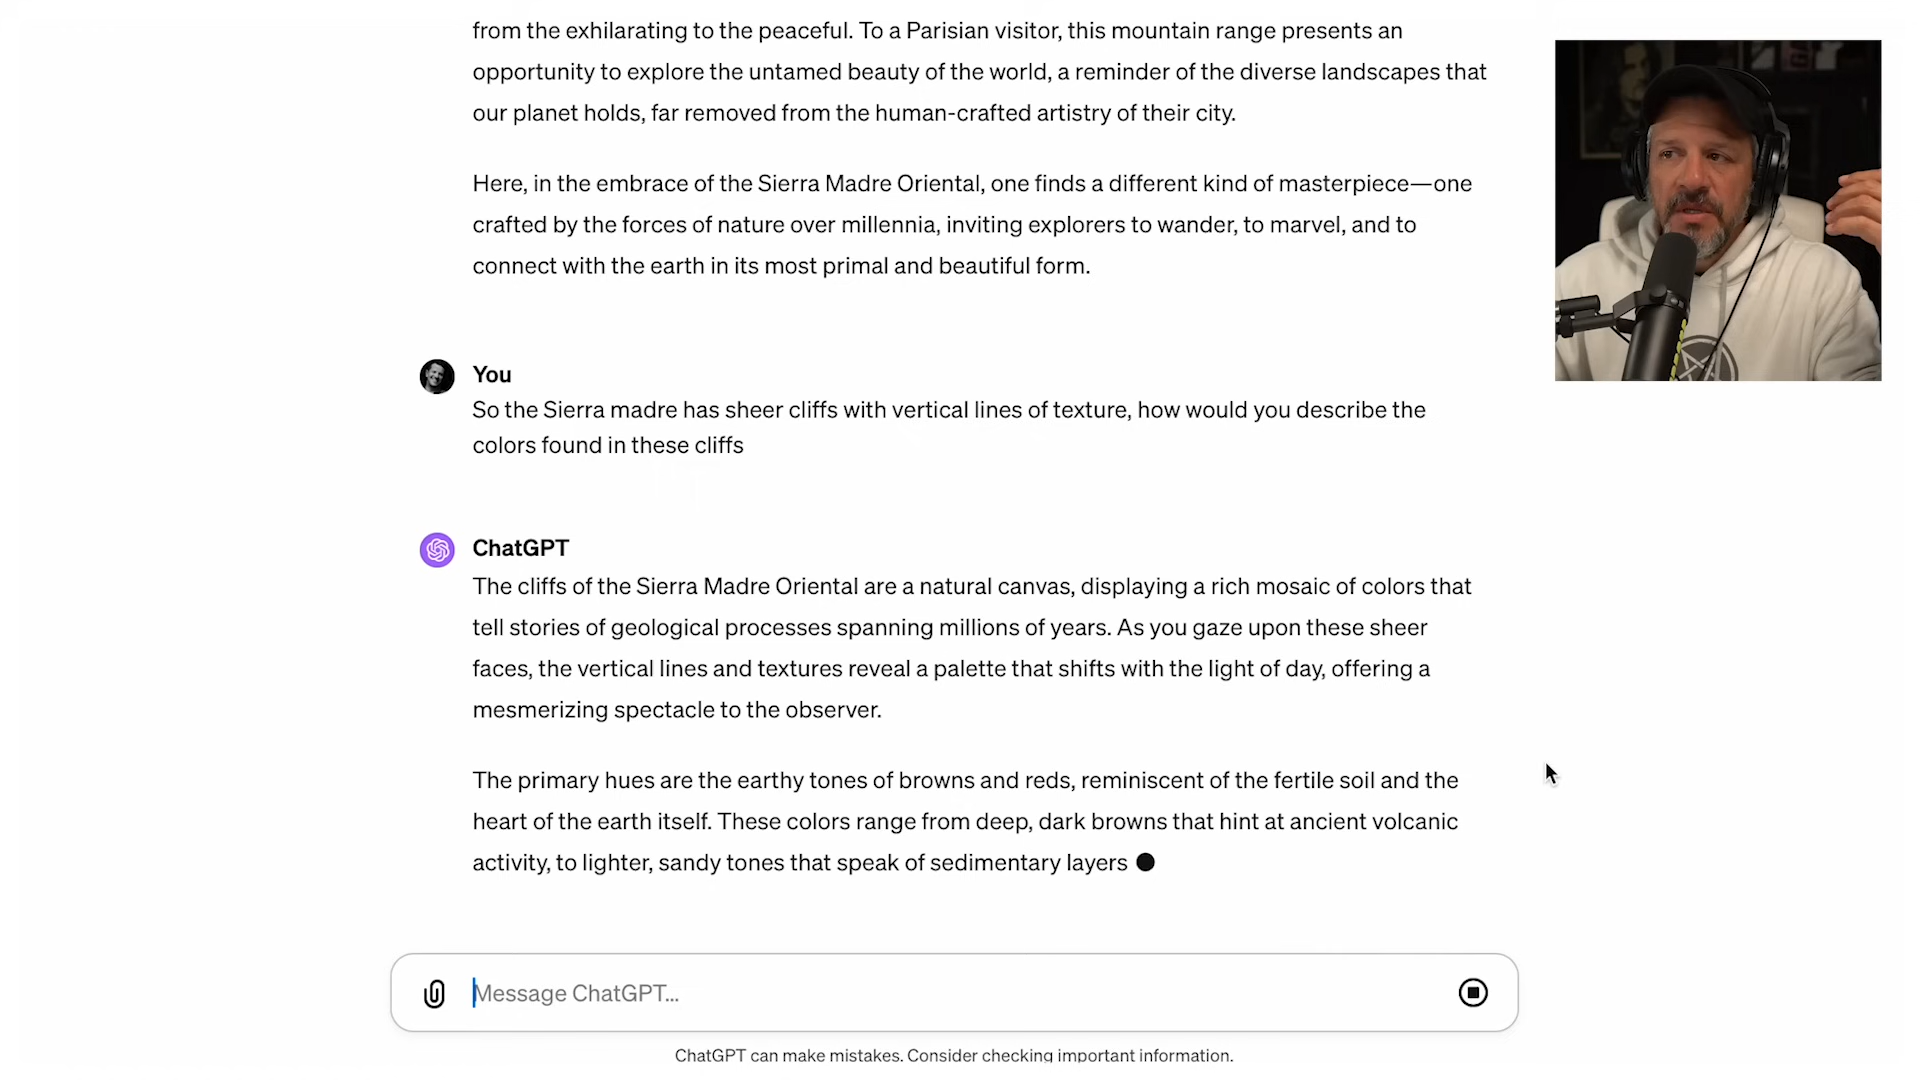 from the exhilarating to the peaceful. To a Parisian visitor, this mountain range presents an
opportunity to explore the untamed beauty of the world, a reminder of the diverse landscapes that
our planet holds, far removed from the human-crafted artistry of their city.
Here, in the embrace of the Sierra Madre Oriental, one finds a different kind of masterpiece—one
crafted by the forces of nature over millennia, inviting explorers to wander, to marvel, and to
connect with the earth in its most primal and beautiful form.
You
So the Sierra madre has sheer cliffs with vertical lines of texture, how would you describe the
colors found in these cliffs
ChatGPT
The cliffs of the Sierra Madre Oriental are a natural canvas, displaying a rich mosaic of colors that
tell stories of geological processes spanning millions of years. As you gaze upon these sheer
faces, the vertical lines and textures reveal a palette that shifts with the light of day, offering a
mesmerizing spectacle to the observer.
The primary hues are the earthy tones of browns and reds, reminiscent of the fertile soil and the
heart of the earth itself. These colors range from deep, dark browns that hint at ancient volcanic
activity, to lighter, sandy tones that speak of sedimentary layers
Message ChatGPT...
ChatGPT can make mistakes. Consider checking important information.